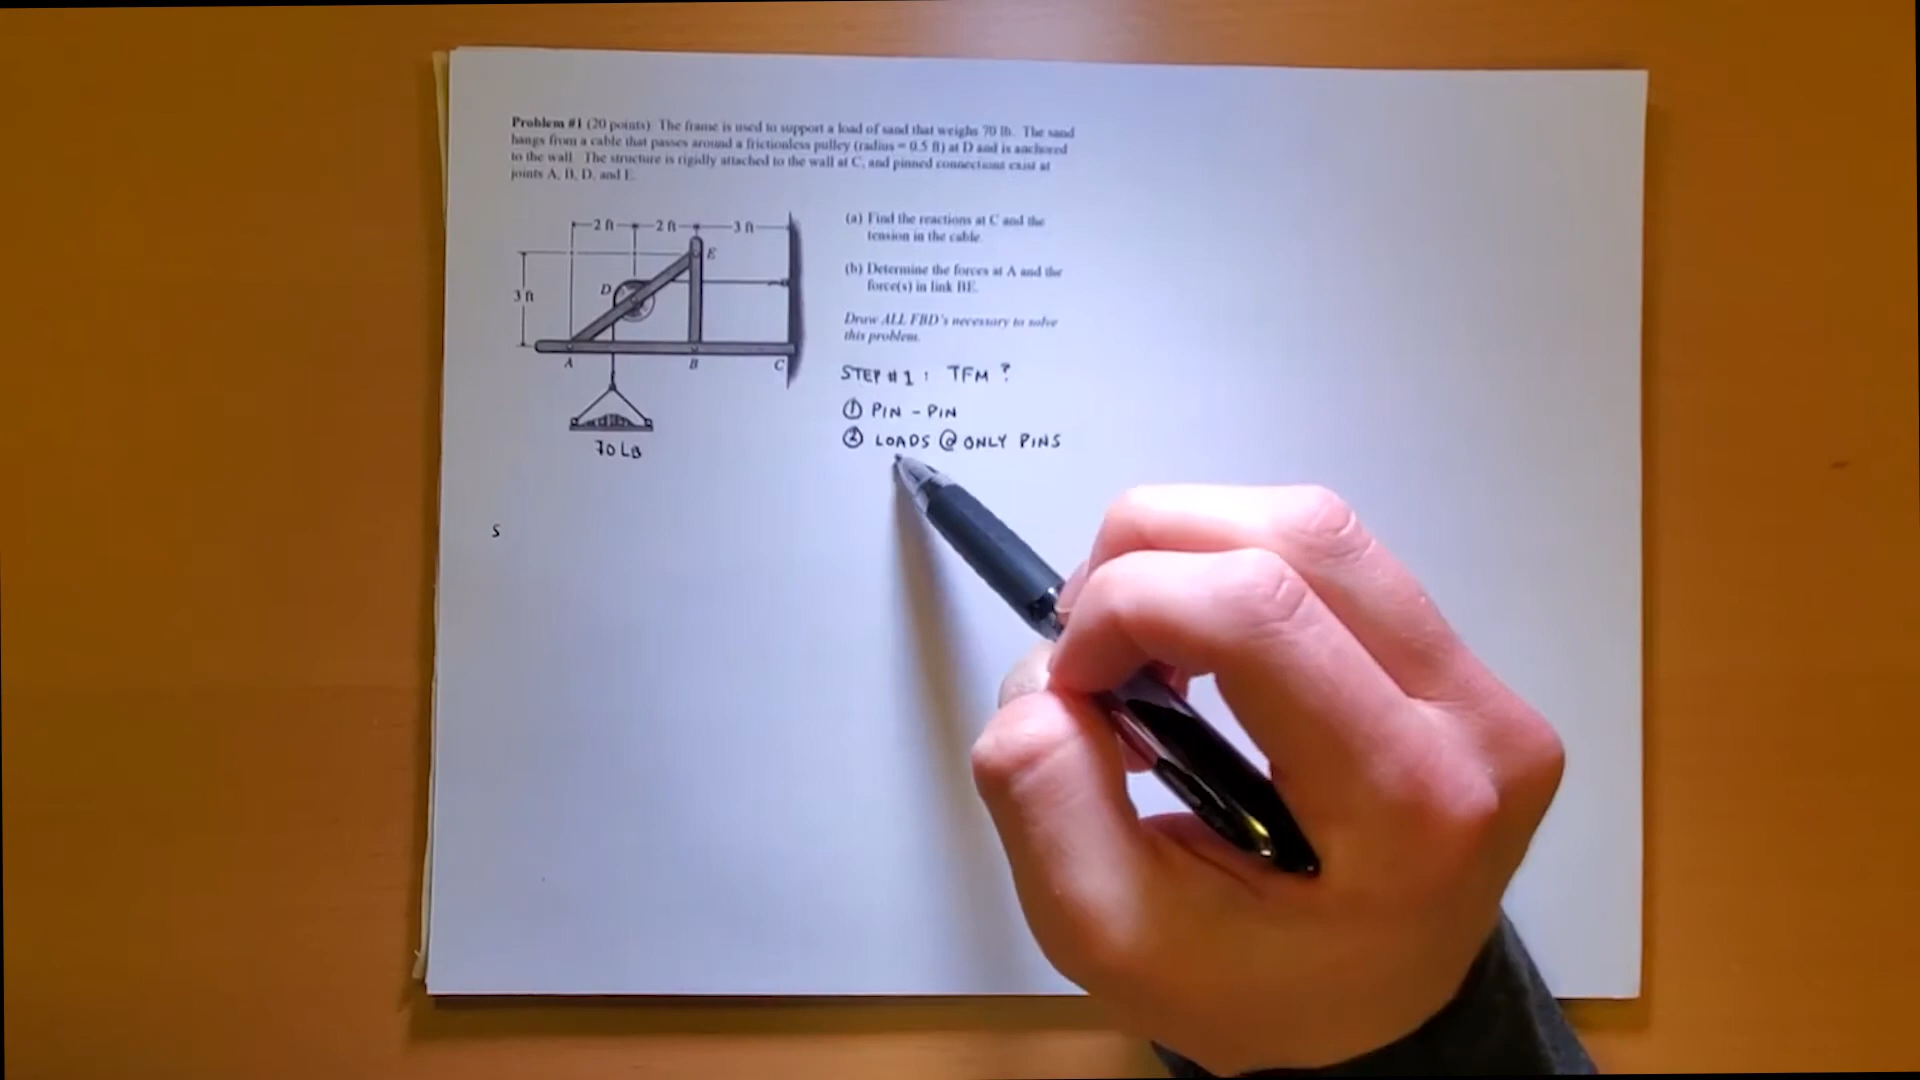 Problem #1 (20 points) The frame is used to support a load of sand that weighs 70 lb. The sand
hangs from a cable that passes around a frictionless pulley (radius = 0.5 ft) at D and is anchored
to the wall. The structure is rigidly attached to the wall at C, and pinned connections exist at
joints A, B, D, and E.
2 ft
2 ft
3 ft
E
D
3 ft
A
B
C
70 LB
(a) Find the reactions at C and the
tension in the cable.
(b) Determine the forces at A and the
force(s) in link BE.
Draw ALL FBD's necessary to solve
this problem.
STEP #1: TFM?
① PIN - PIN
② LOADS @ ONLY PINS
S